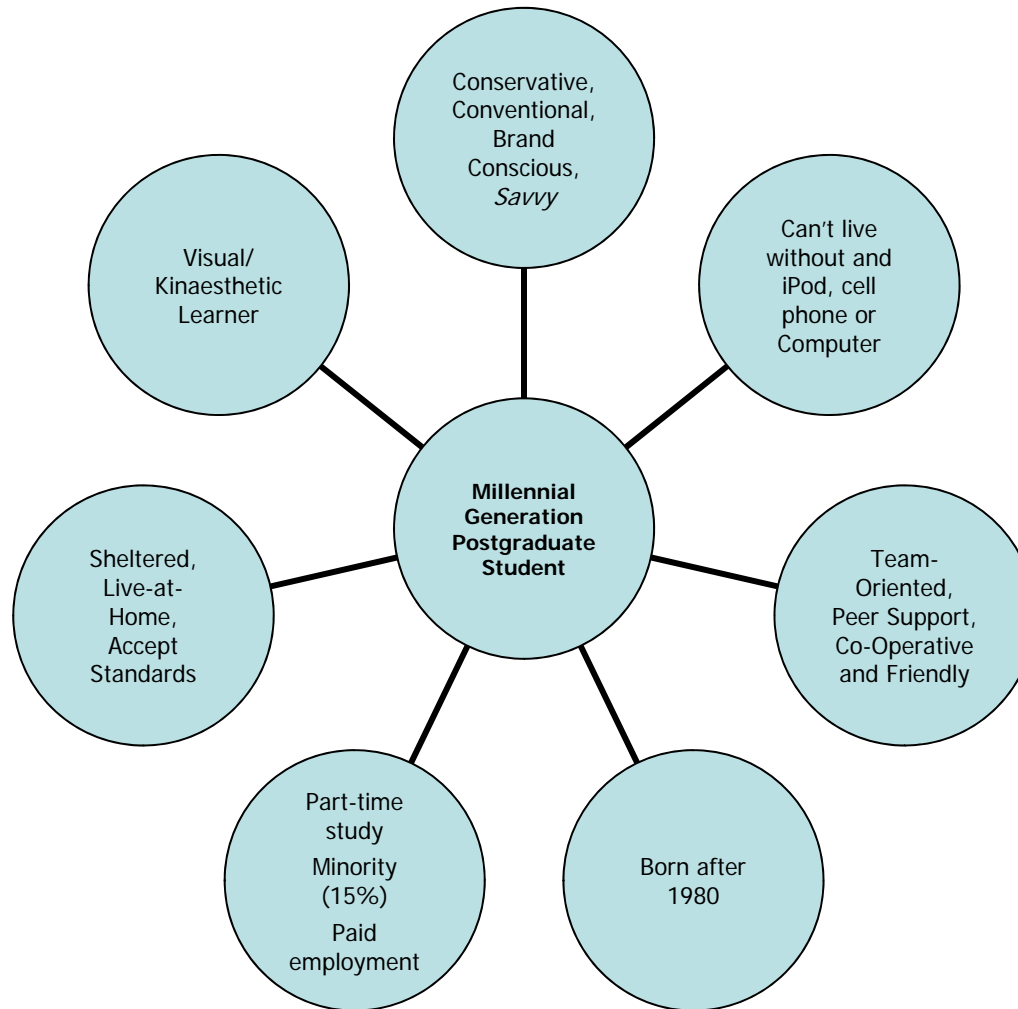 Conservative,
Conventional,
Brand
Conscious,
Savvy
Can't live
without and
iPod, cell
phone or
Computer
Team-
Oriented,
Peer Support,
Co-Operative
and Friendly
Born after
1980
Part-time
study
Minority
(15%)
Paid
employment
Sheltered,
Live-at-
Home,
Accept
Standards
Visual/
Kinaesthetic
Learner
Millennial
Generation
Postgraduate
Student